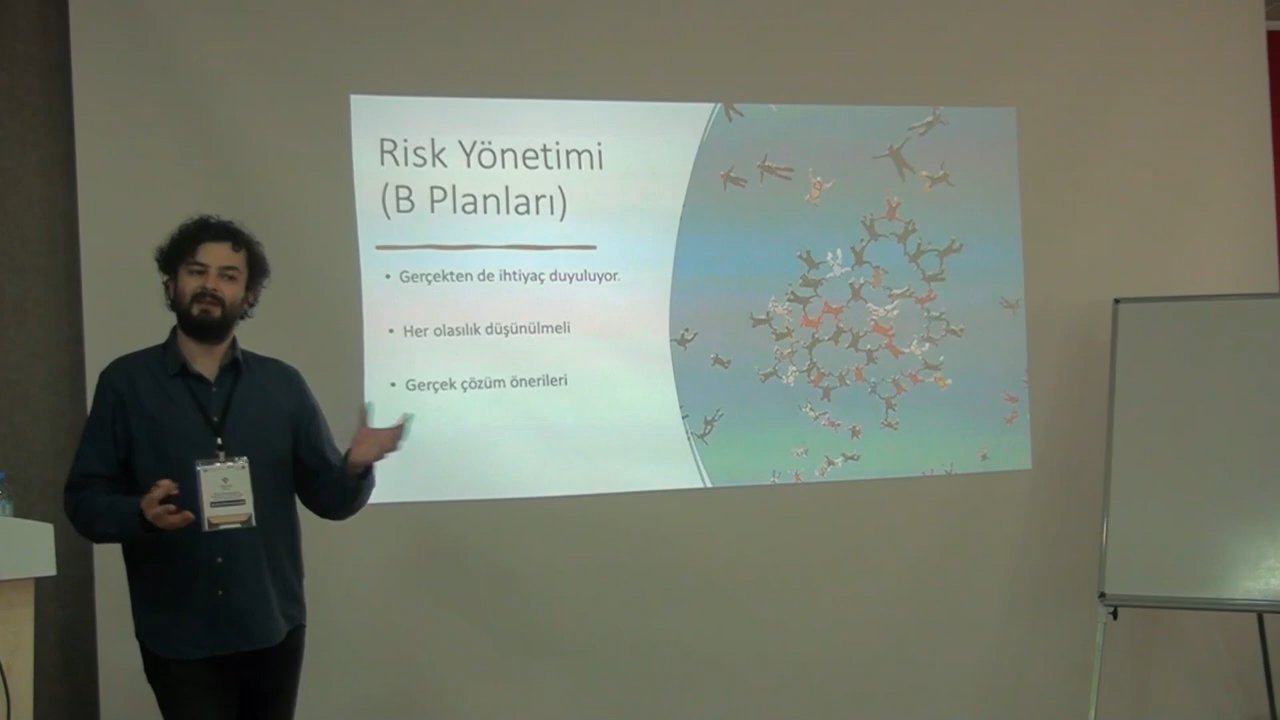 Risk Yönetimi
(B Planları)
• Gerçekten de ihtiyaç duyuluyor.
• Her olasılık düşünülmeli
• Gerçek çözüm önerileri